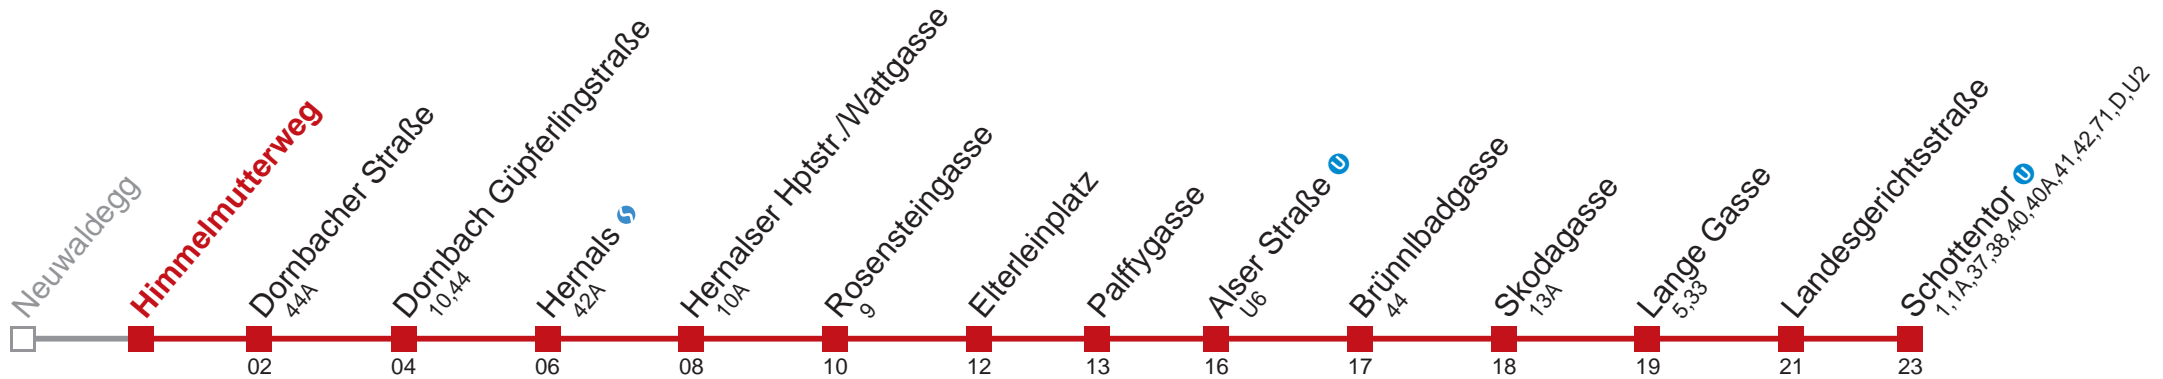 Neuwaldegg
Himmelmutterweg
Dornbacher Straße
44A
Dornbach Güpferlingstraße
10,44
Hernals
42A
Hernalser Hptstr./Wattgasse
10A
Rosensteingasse
9
Elterleinplatz
Palffygasse
Alser Straße U
U6
Brünnlbadgasse
44
Skodagasse
13A
Lange Gasse
5,33
Landesgerichtsstraße
Schottentor U
1,1A,37,38,40,40A,41,42,71,D,U2
02 04 06 08 10 12 13 16 17 18 19 21 23